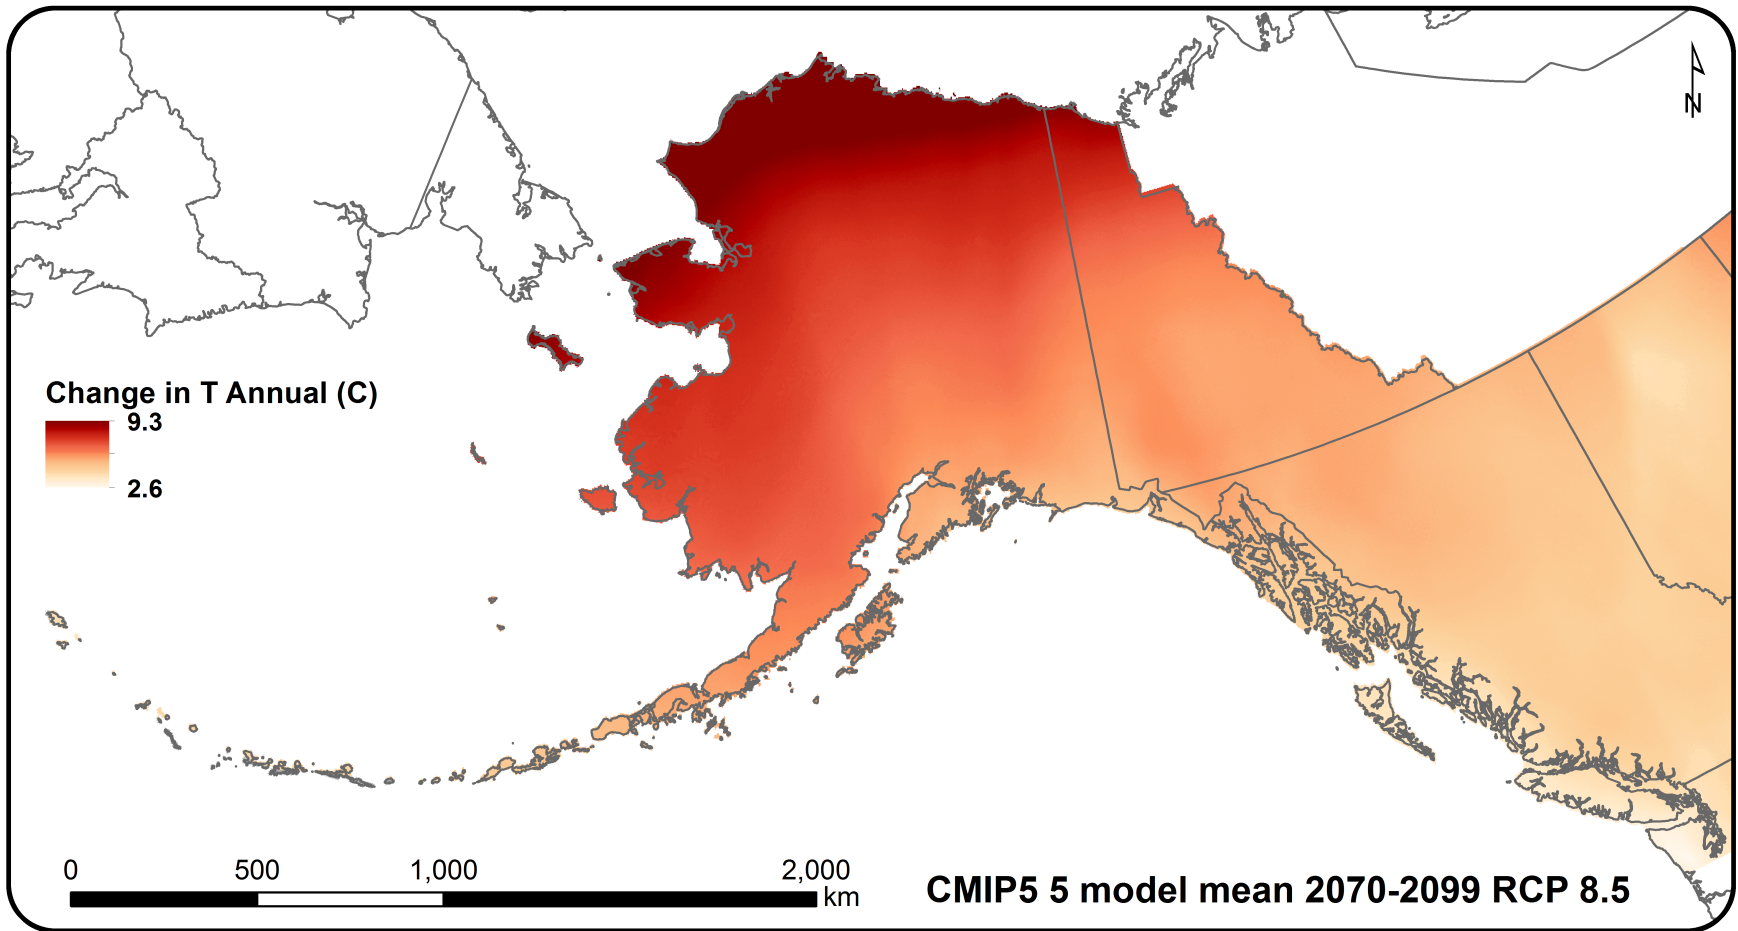 N
Change in T Annual (C)
9.3
2.6
0 500 1,000 2,000
km
CMIP5 5 model mean 2070-2099 RCP 8.5